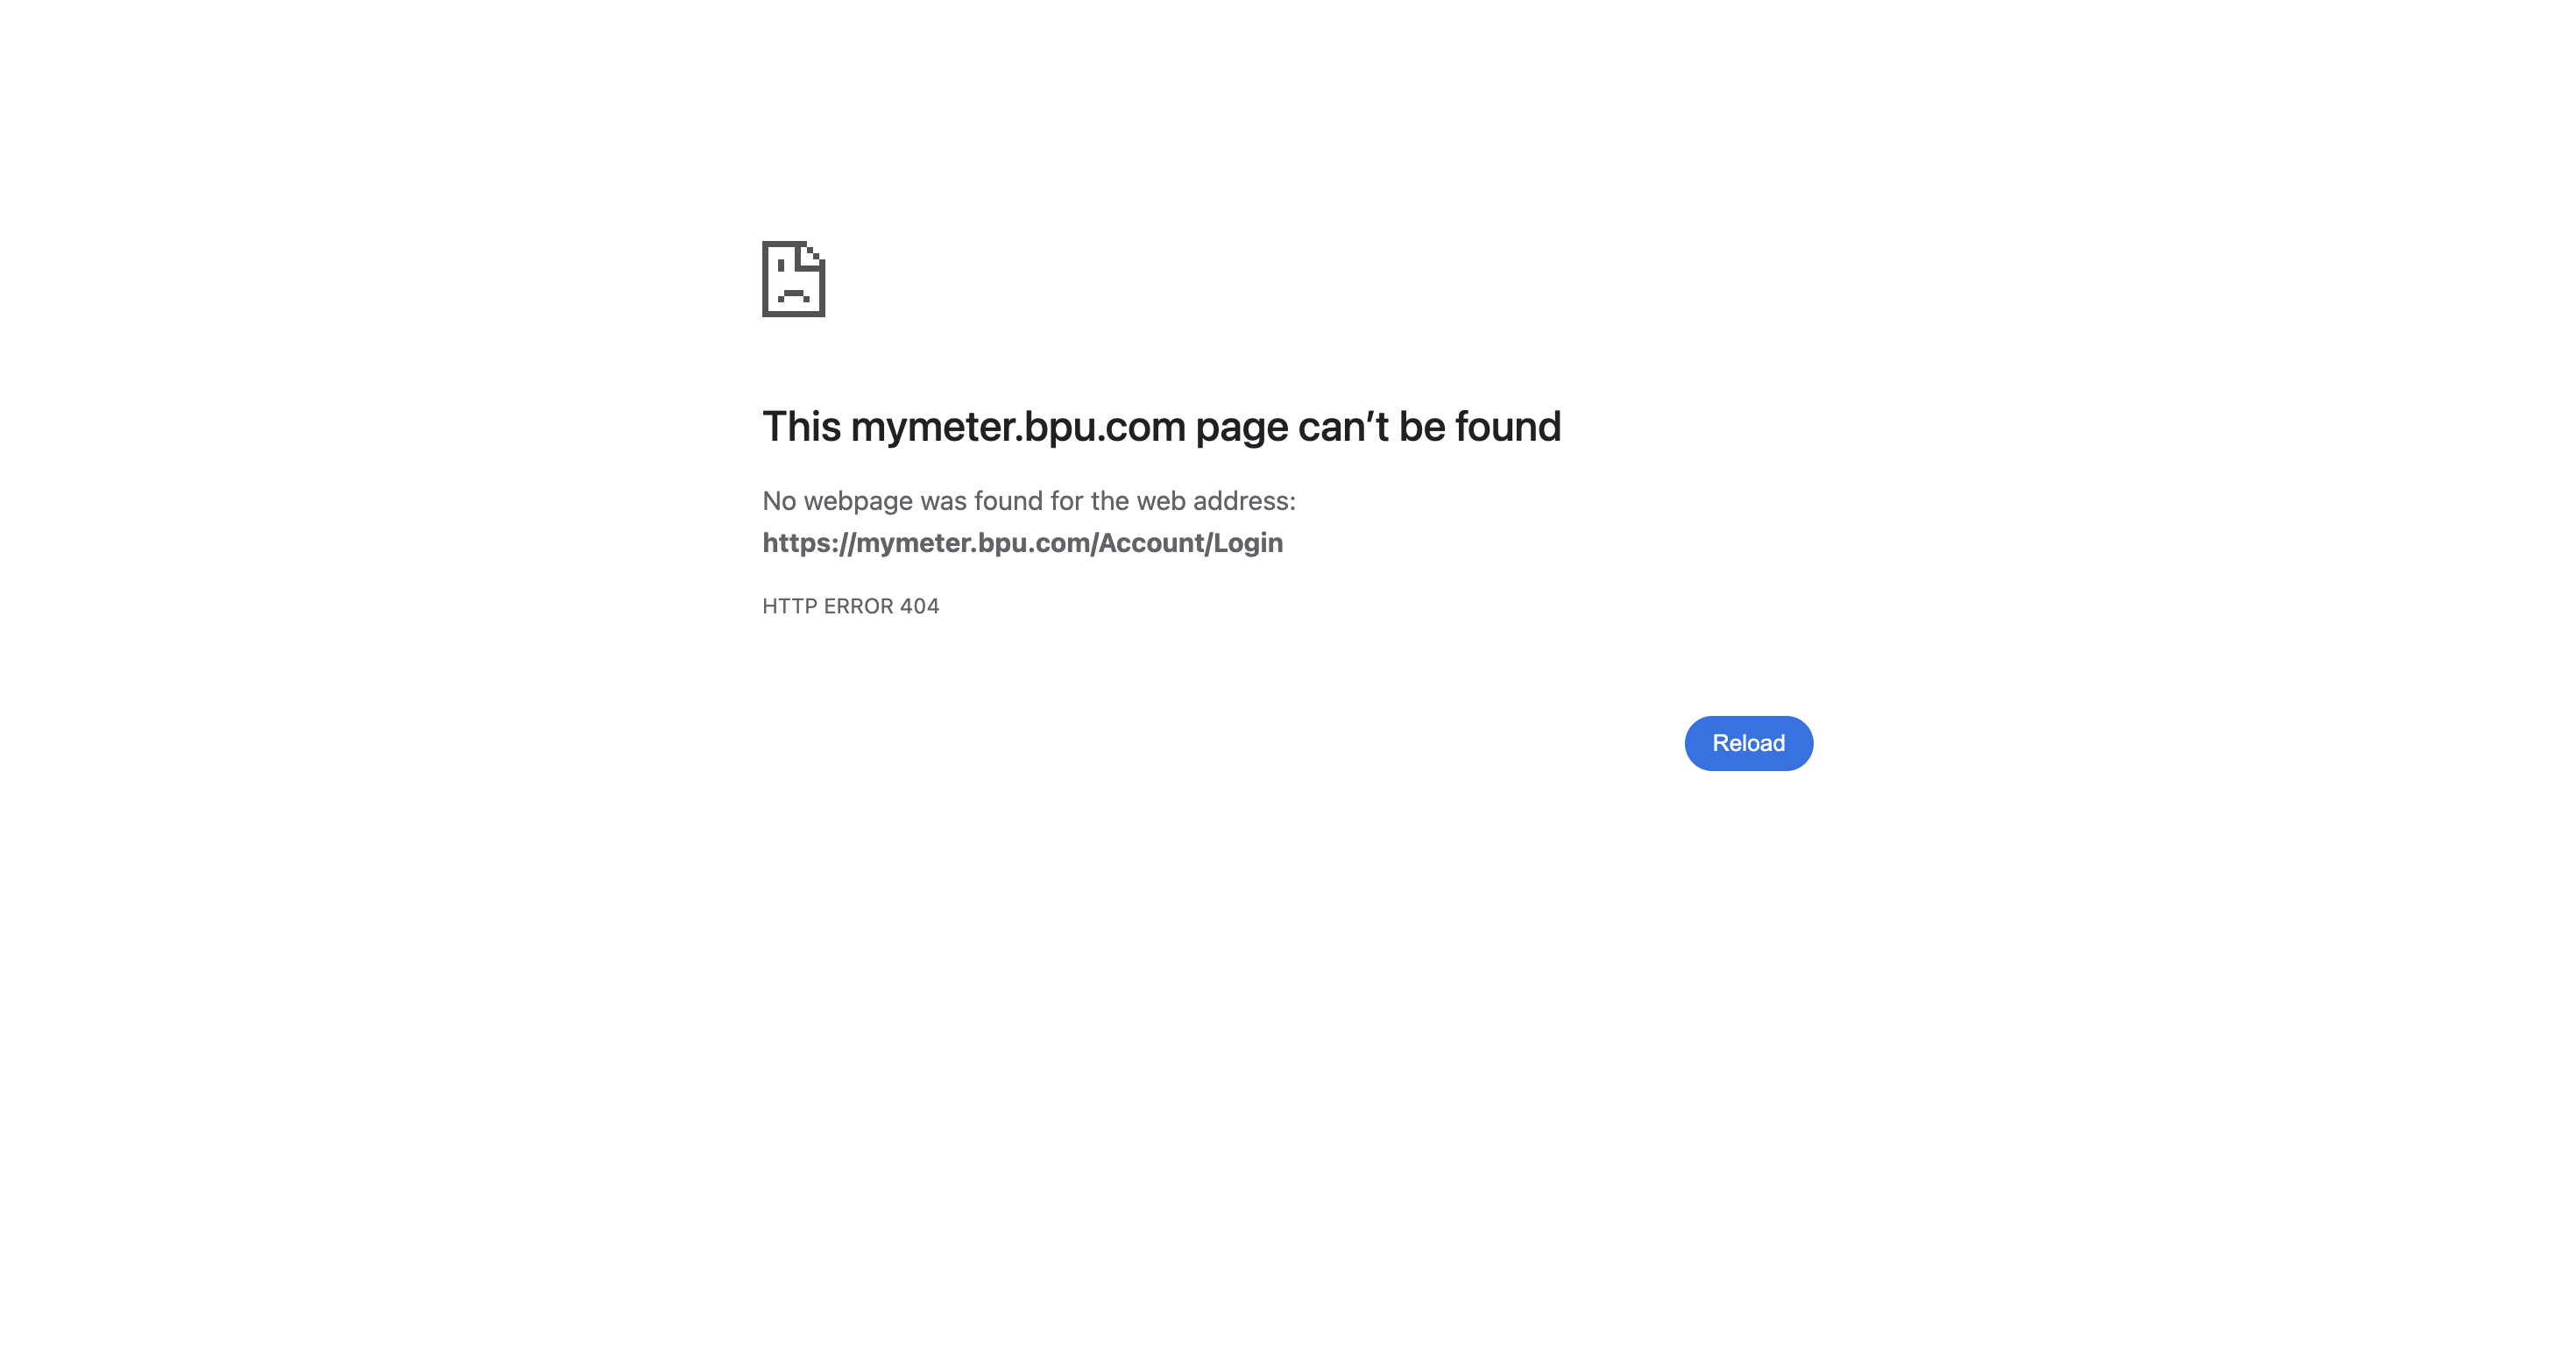 This mymeter.bpu.com page can’t be found
No webpage was found for the web address:
https://mymeter.bpu.com/Account/Login
HTTP ERROR 404
Reload